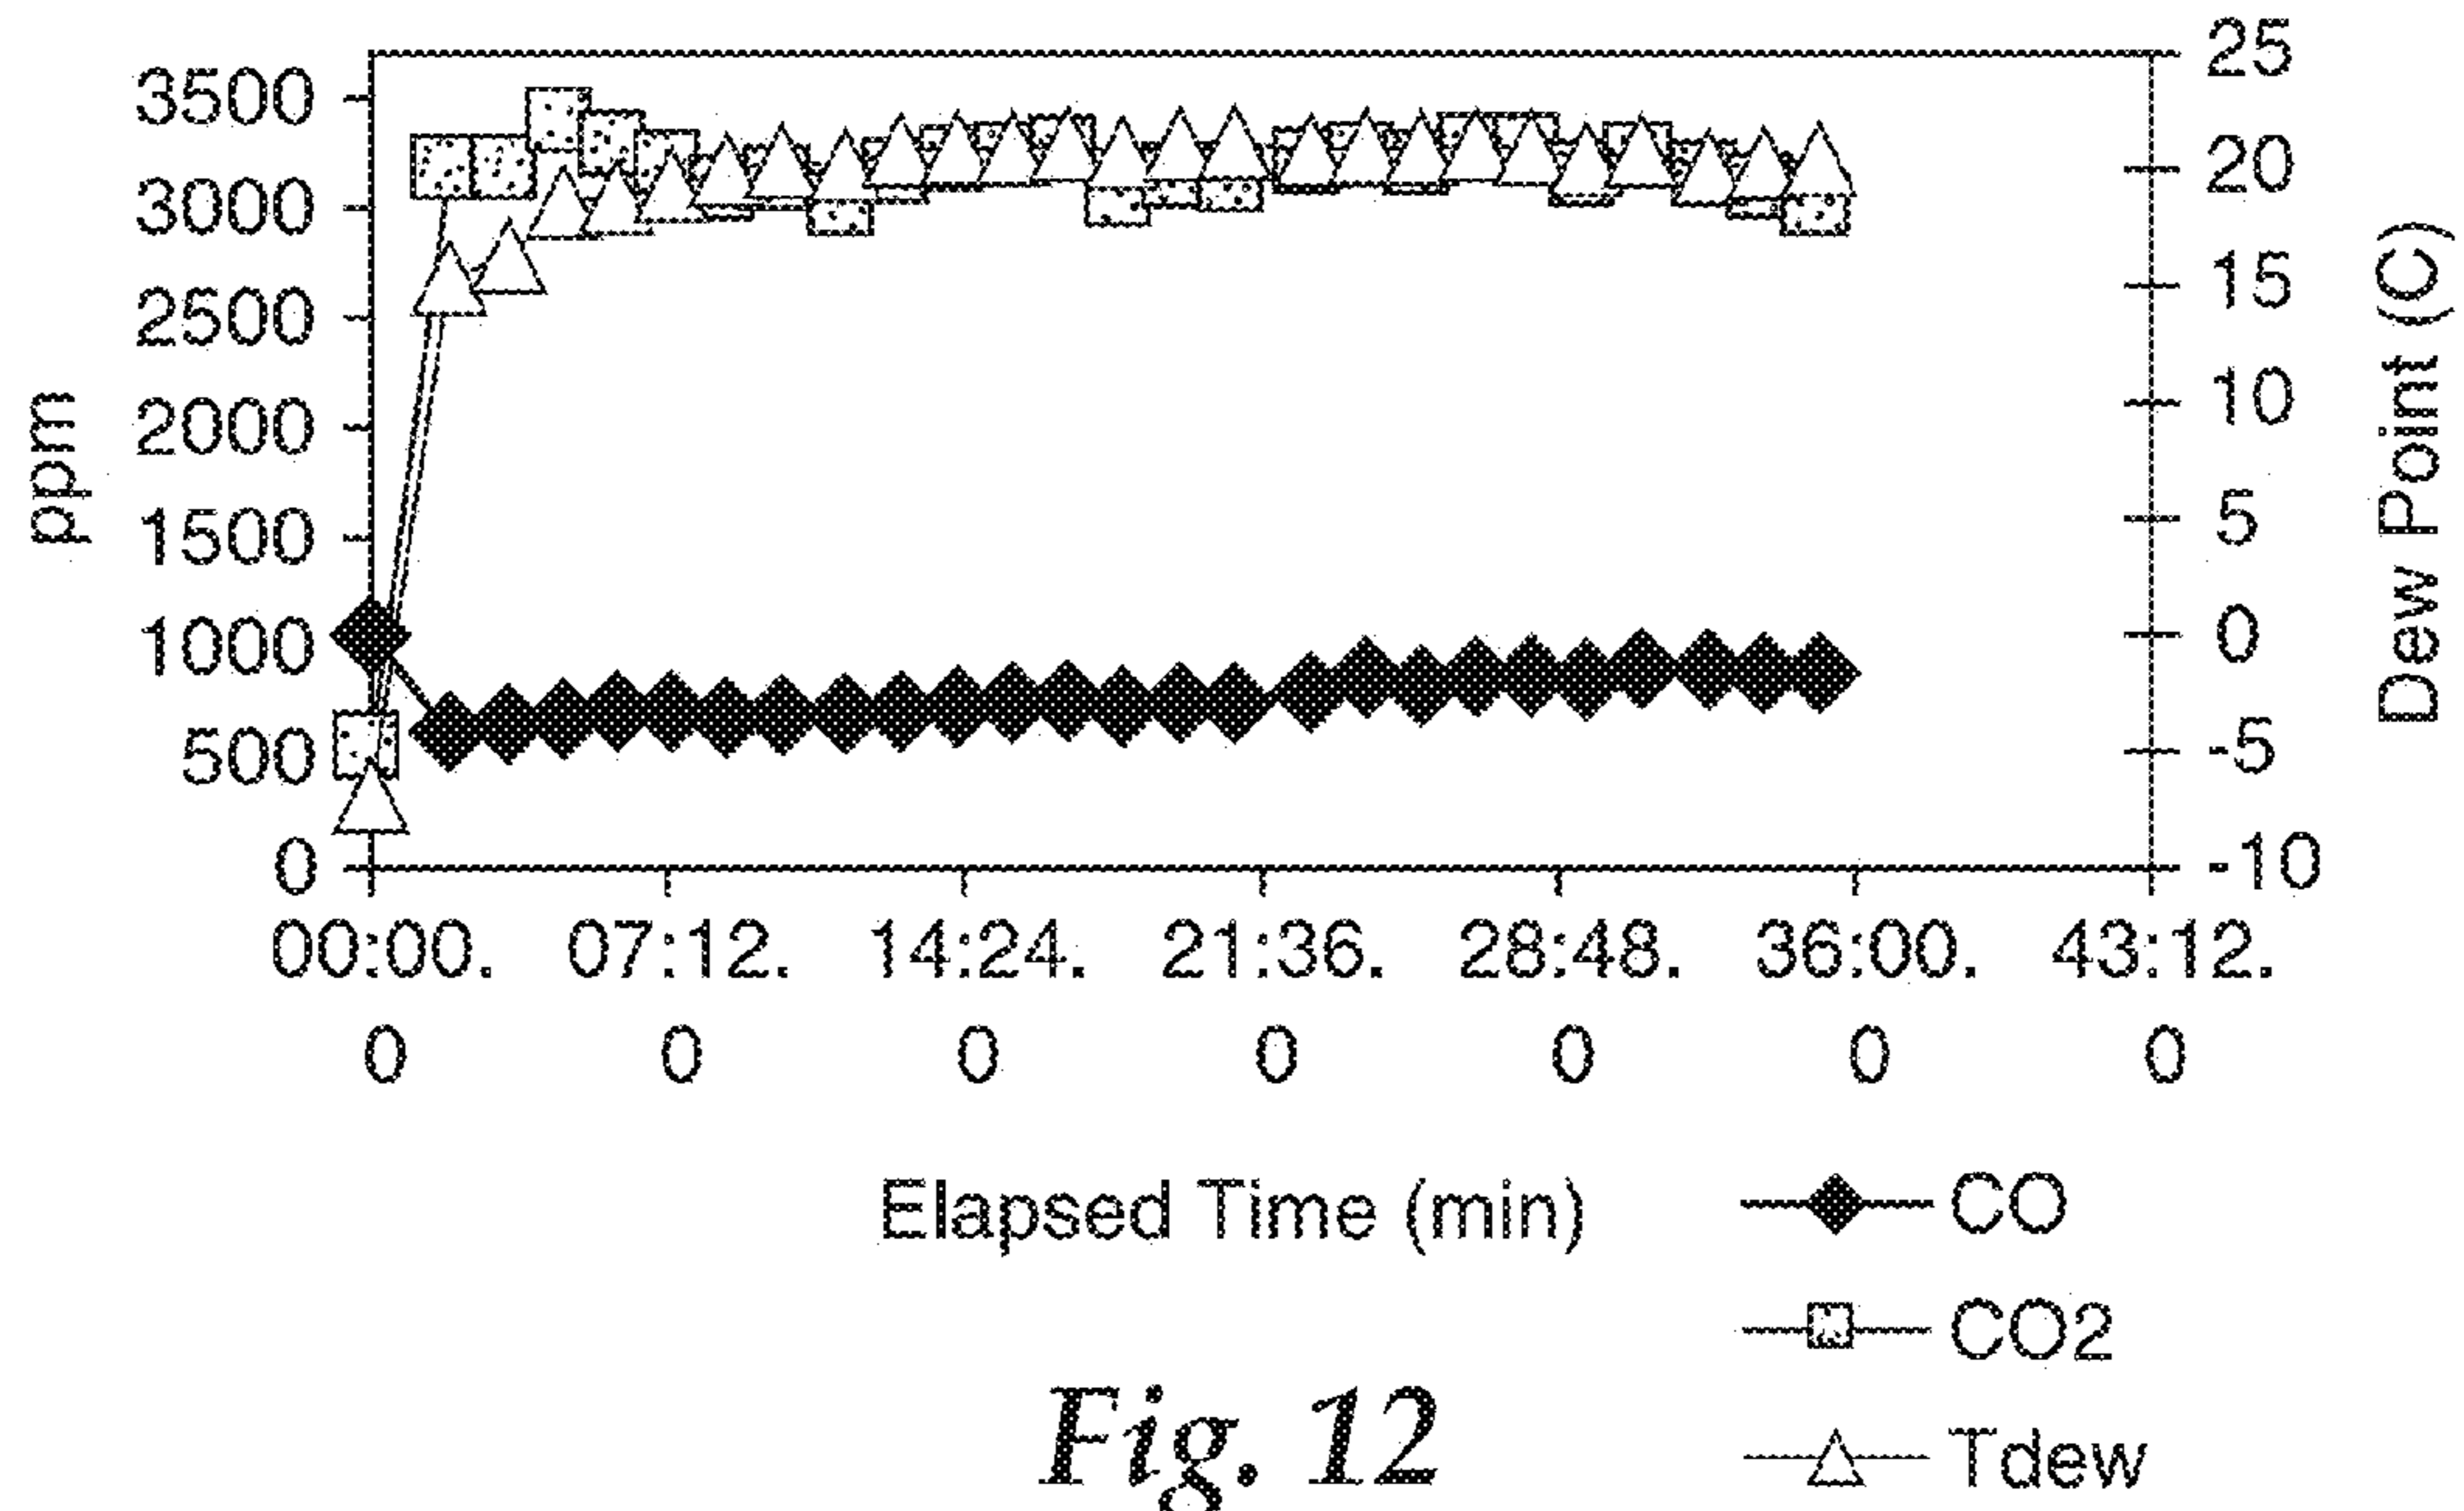 25
3500
20
3000
15
2500
10
2000
ppm
Dew Point (C)
5
1500
0
1000
-5
500
-10
0
00:00. 07:12. 14:24. 21:36. 28:48. 36:00. 43:12.
0 0 0 0 0 0 0
Elapsed Time (min)
CO
CO2
Tdew
Fig. 12